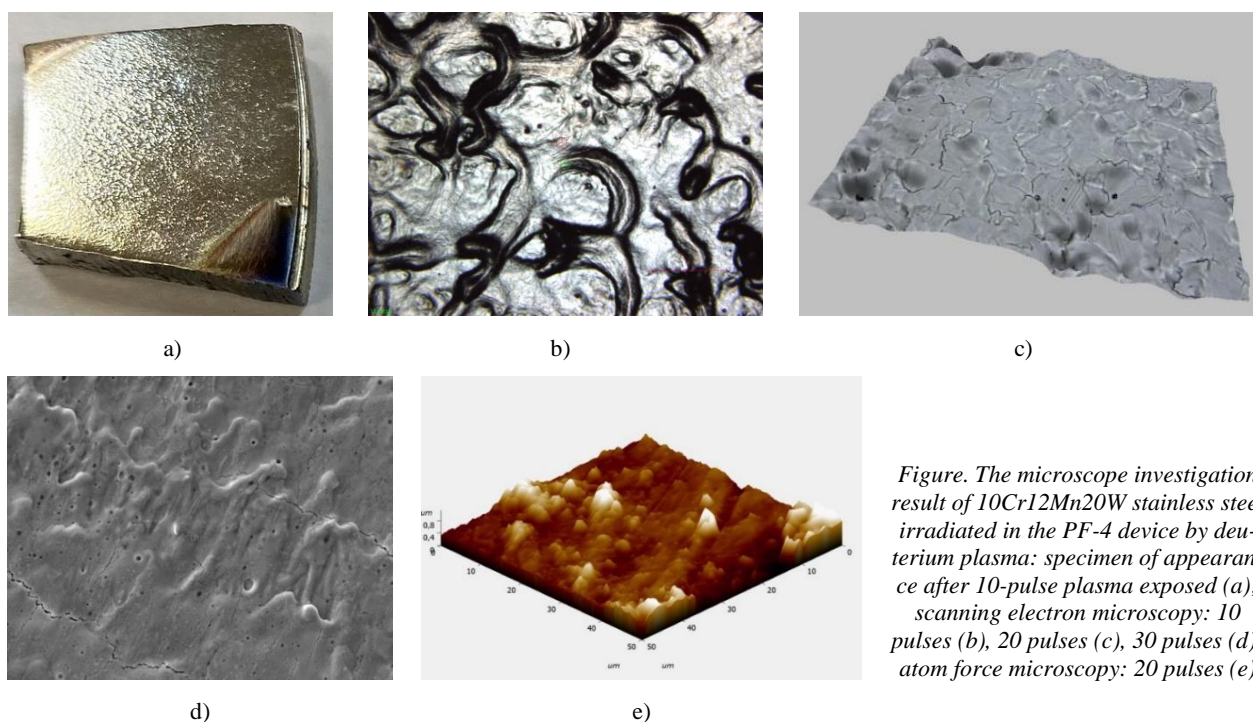 a)
b)
c)
um
0,8
0,4
0
0
10
20
30
40
50
50
40
30
20
10
0
um
um
Figure. The microscope investigation
result of 10Cr12Mn20W stainless stee
irradiated in the PF-4 device by deu-
terium plasma: specimen of appearan
ce after 10-pulse plasma exposed (a),
scanning electron microscopy: 10
pulses (b), 20 pulses (c), 30 pulses (d)
atom force microscopy: 20 pulses (e)
d)
e)